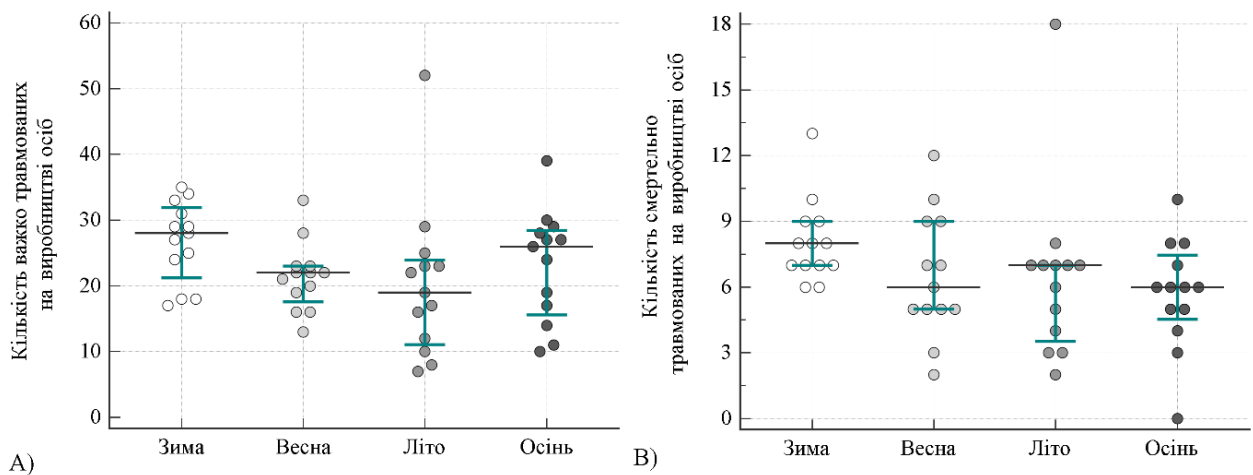 Кількість важко травмованих
на виробництві осіб
60
50
40
30
20
10
0
Зима
Весна
Літо
Осінь
А)
Кількість смертельно
травмованих на виробництві осіб
18
15
12
9
6
3
0
Зима
Весна
Літо
Осінь
В)